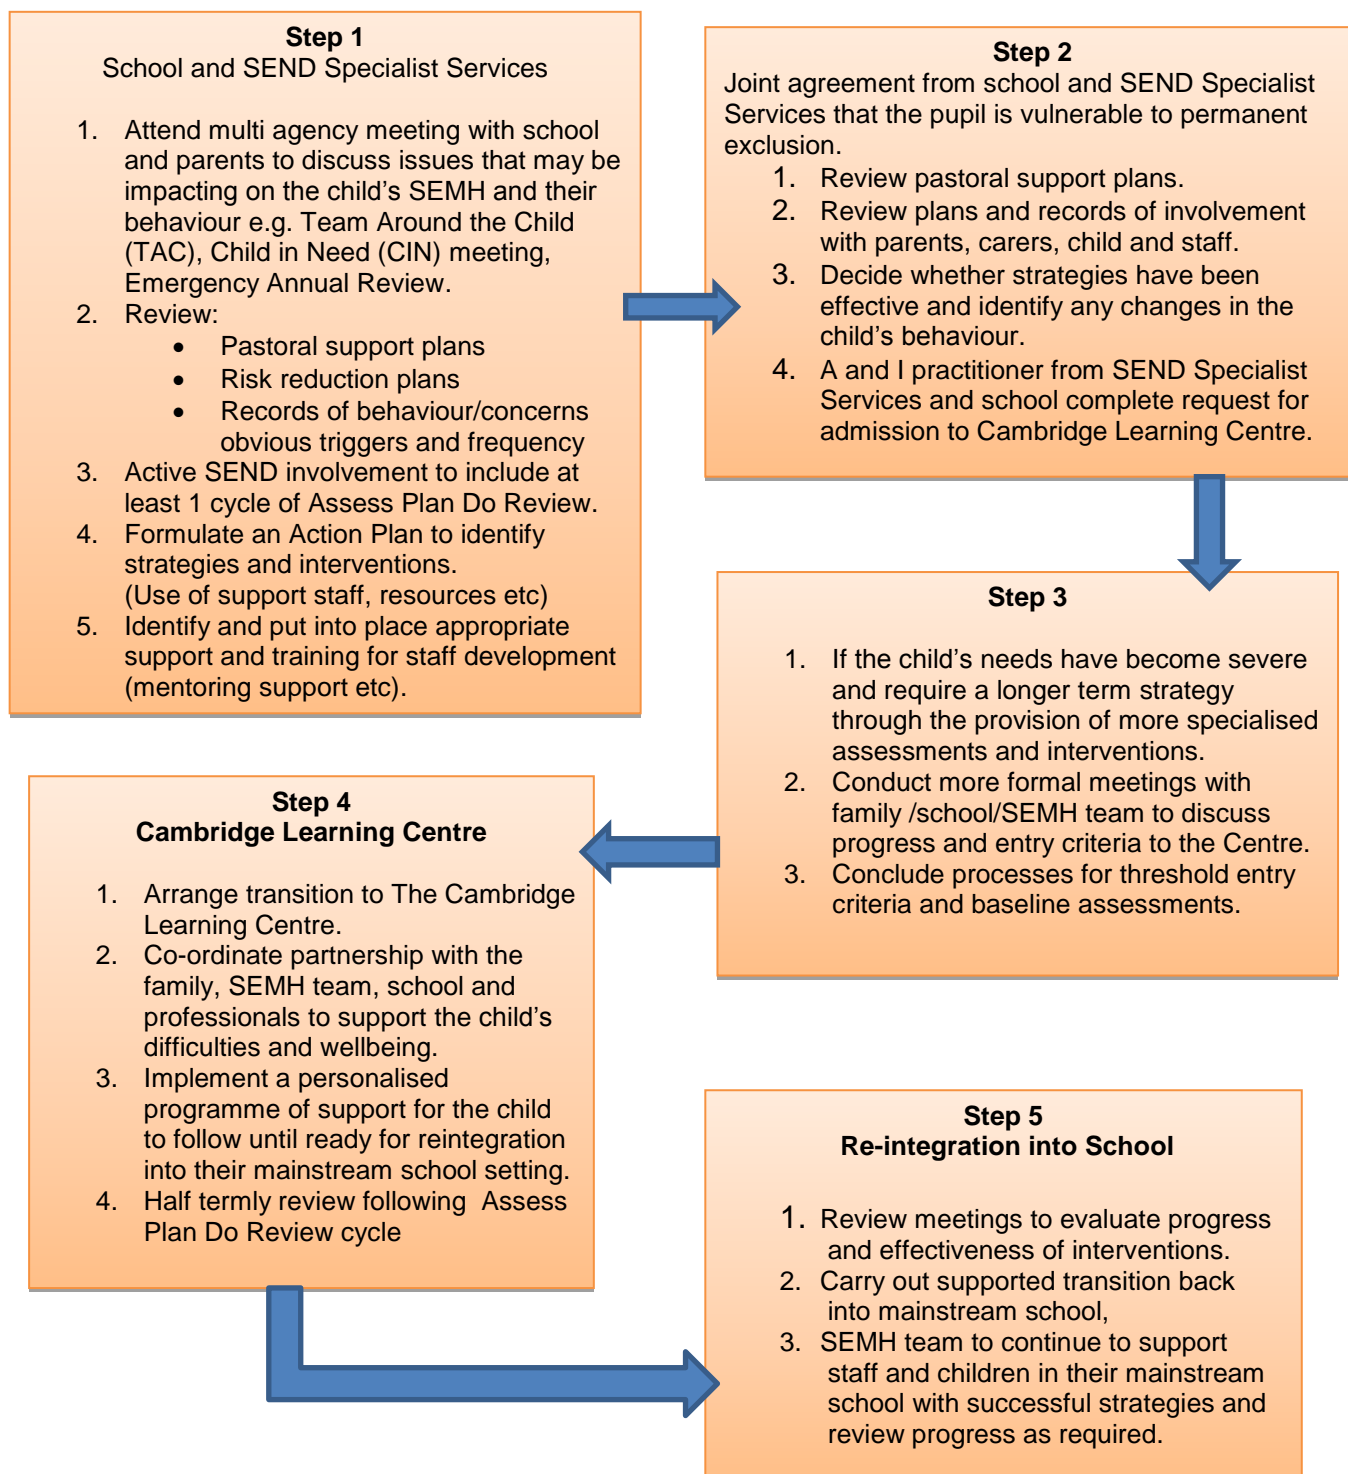 Step 1
School and SEND Specialist Services
1. Attend multi agency meeting with school
and parents to discuss issues that may be
impacting on the child’s SEMH and their
behaviour e.g. Team Around the Child
(TAC), Child in Need (CIN) meeting,
Emergency Annual Review.
2. Review:
• Pastoral support plans
• Risk reduction plans
• Records of behaviour/concerns
obvious triggers and frequency
3. Active SEND involvement to include at
least 1 cycle of Assess Plan Do Review.
4. Formulate an Action Plan to identify
strategies and interventions.
(Use of support staff, resources etc)
5. Identify and put into place appropriate
support and training for staff development
(mentoring support etc).
Step 2
Joint agreement from school and SEND Specialist
Services that the pupil is vulnerable to permanent
exclusion.
1. Review pastoral support plans.
2. Review plans and records of involvement
with parents, carers, child and staff.
3. Decide whether strategies have been
effective and identify any changes in the
child’s behaviour.
4. A and I practitioner from SEND Specialist
Services and school complete request for
admission to Cambridge Learning Centre.
Step 3
1. If the child’s needs have become severe
and require a longer term strategy
through the provision of more specialised
assessments and interventions.
2. Conduct more formal meetings with
family /school/SEMH team to discuss
progress and entry criteria to the Centre.
3. Conclude processes for threshold entry
criteria and baseline assessments.
Step 4
Cambridge Learning Centre
1. Arrange transition to The Cambridge
Learning Centre.
2. Co-ordinate partnership with the
family, SEMH team, school and
professionals to support the child’s
difficulties and wellbeing.
3. Implement a personalised
programme of support for the child
to follow until ready for reintegration
into their mainstream school setting.
4. Half termly review following Assess
Plan Do Review cycle
Step 5
Re-integration into School
1. Review meetings to evaluate progress
and effectiveness of interventions.
2. Carry out supported transition back
into mainstream school,
3. SEMH team to continue to support
staff and children in their mainstream
school with successful strategies and
review progress as required.